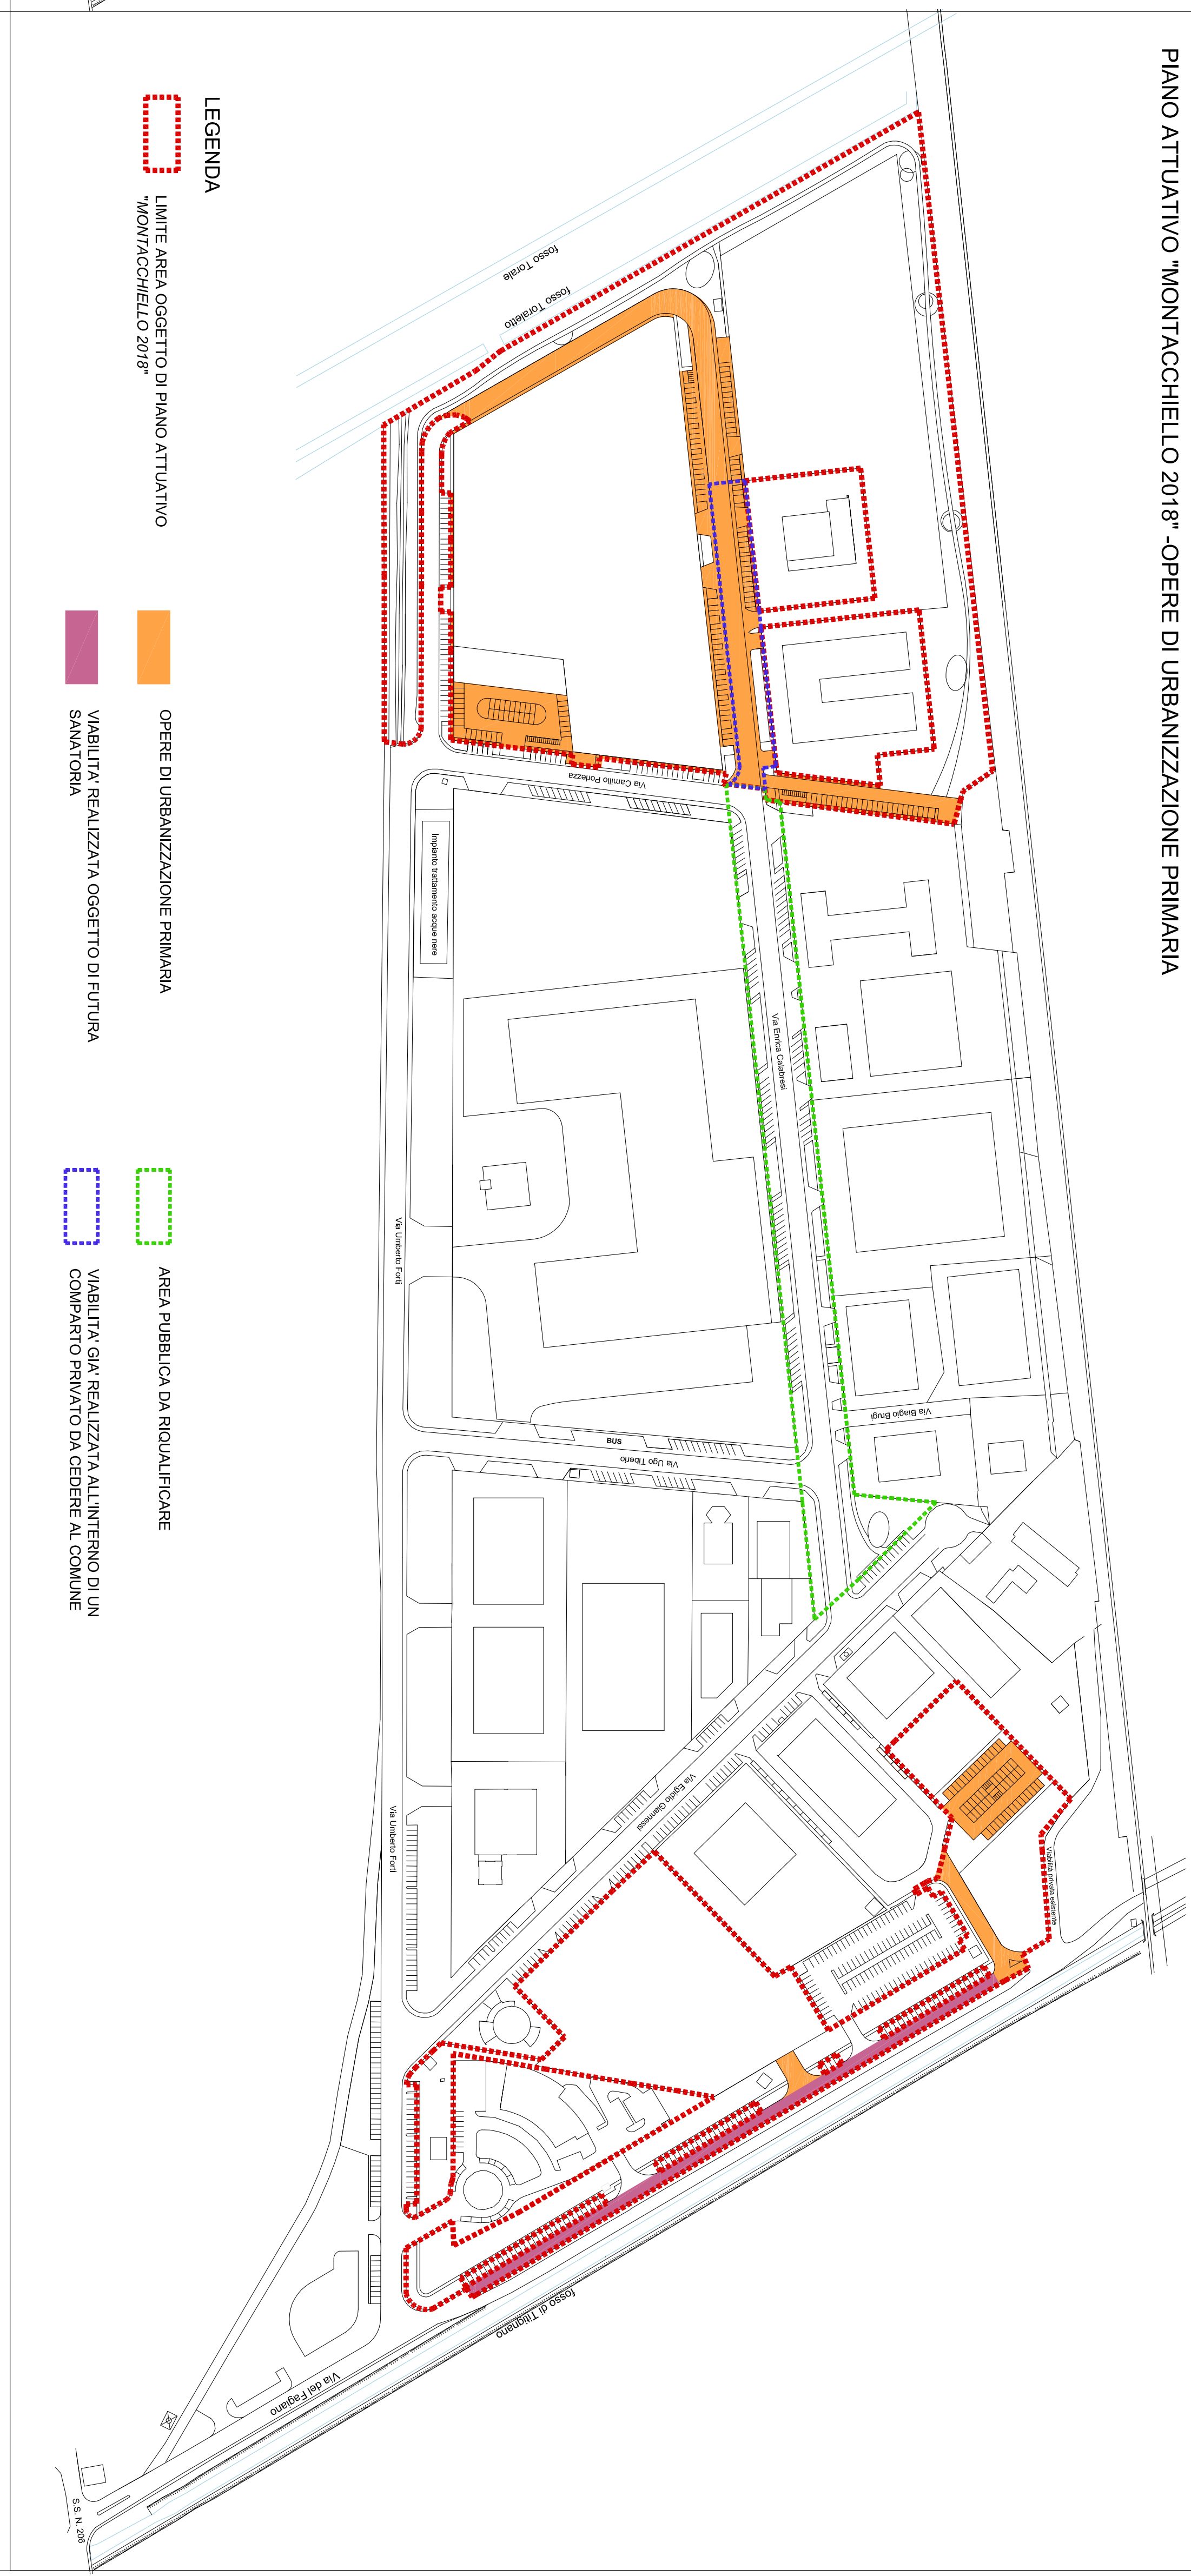 PIANO ATTUATIVO "MONTACCHIELLO 2018" -OPERE DI URBANIZZAZIONE PRIMARIA
fosso Torale
fosso Toraletto
Via Camillo Porlezza
Impianto trattamento acque nere
Via Enrica Calabresi
Via Umberto Forti
Via Biagio Brugi
BUS
Via Ugo Tiberio
Via Egidio Giannessi
Via Umberto Forti
Viabilità privata esistente
fosso di Titignano
Via del Fagiano
S.S. N. 206
LEGENDA
LIMITE AREA OGGETTO DI PIANO ATTUATIVO
"MONTACCHIELLO 2018"
OPERE DI URBANIZZAZIONE PRIMARIA
VIABILITA' REALIZZATA OGGETTO DI FUTURA
SANATORIA
AREA PUBBLICA DA RIQUALIFICARE
VIABILITA' GIA' REALIZZATA ALL'INTERNO DI UN
COMPARTO PRIVATO DA CEDERE AL COMUNE